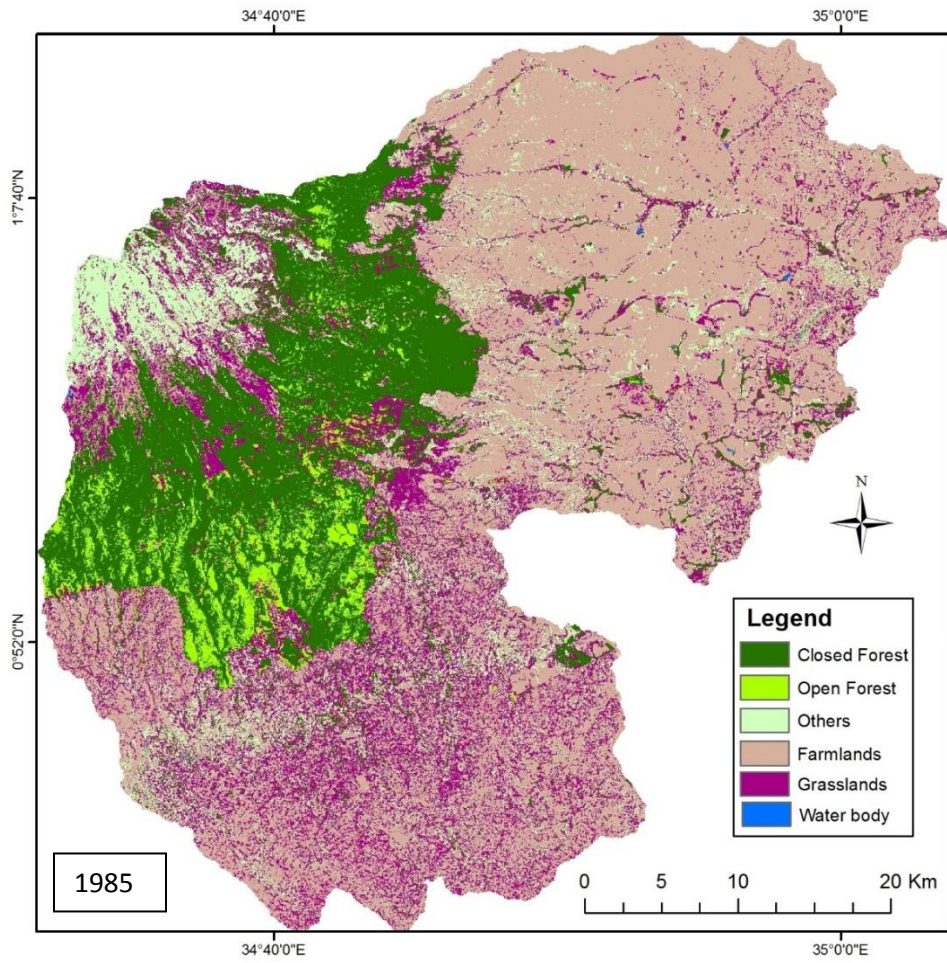 34°40'0"E 35°0'0"E
1°7'40"N
N
0°52'0"N
Legend
Closed Forest
Open Forest
Others
Farmlands
Grasslands
Water body
1985
0 5 10 20 Km
34°40'0"E 35°0'0"E